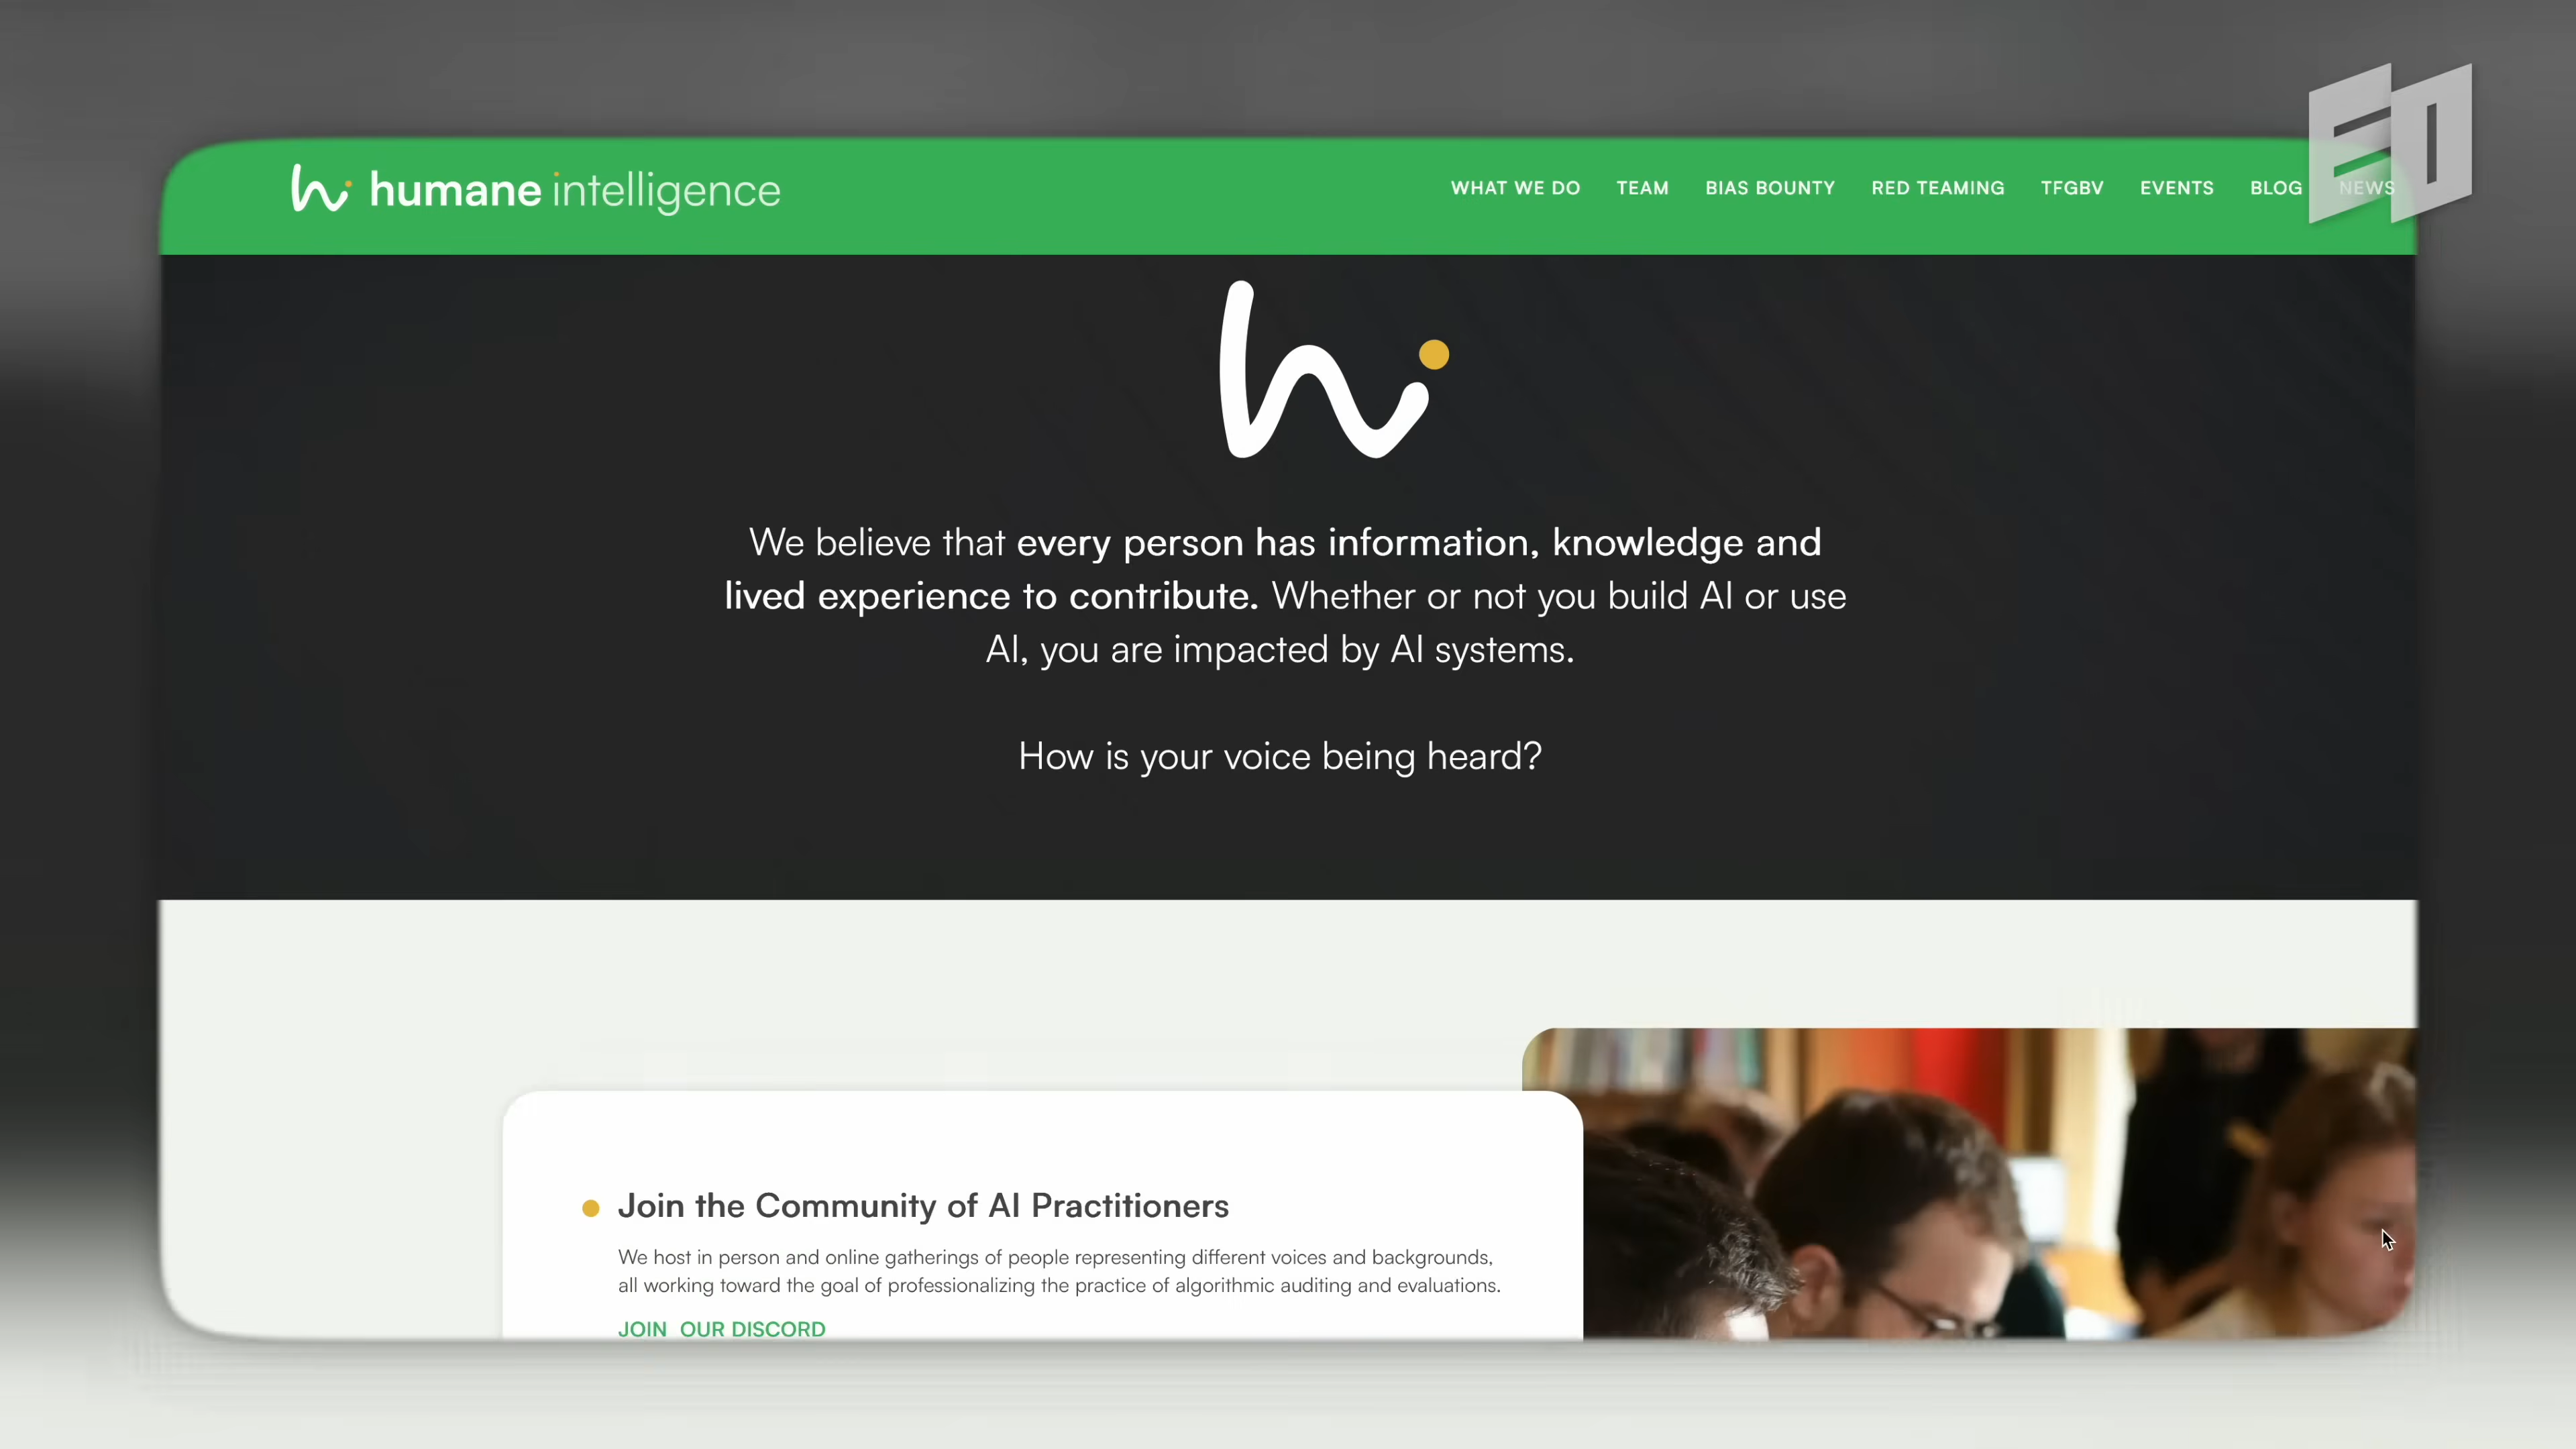 humane intelligence
WHAT WE DO TEAM BIAS BOUNTY RED TEAMING TFGBV EVENTS BLOG NEWS
EO
We believe that every person has information, knowledge and
lived experience to contribute. Whether or not you build AI or use
AI, you are impacted by AI systems.
How is your voice being heard?
Join the Community of AI Practitioners
We host in person and online gatherings of people representing different voices and backgrounds,
all working toward the goal of professionalizing the practice of algorithmic auditing and evaluations.
JOIN OUR DISCORD